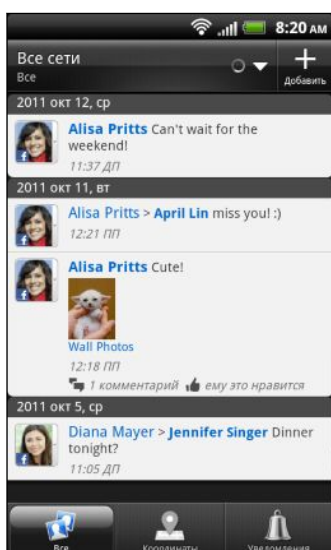 8:20 AM
Все сети
Все
Добавить
2011 окт 12, ср
Alisa Pritts Can't wait for the
weekend!
11:37 ДП
2011 окт 11, вт
Alisa Pritts > April Lin miss you! :)
12:21 ПП
Alisa Pritts Cute!
Wall Photos
12:18 ПП
1 комментарий ему это нравится
2011 окт 5, ср
Diana Mayer > Jennifer Singer Dinner
tonight?
11:05 ДП
Все Координаты Уведомления